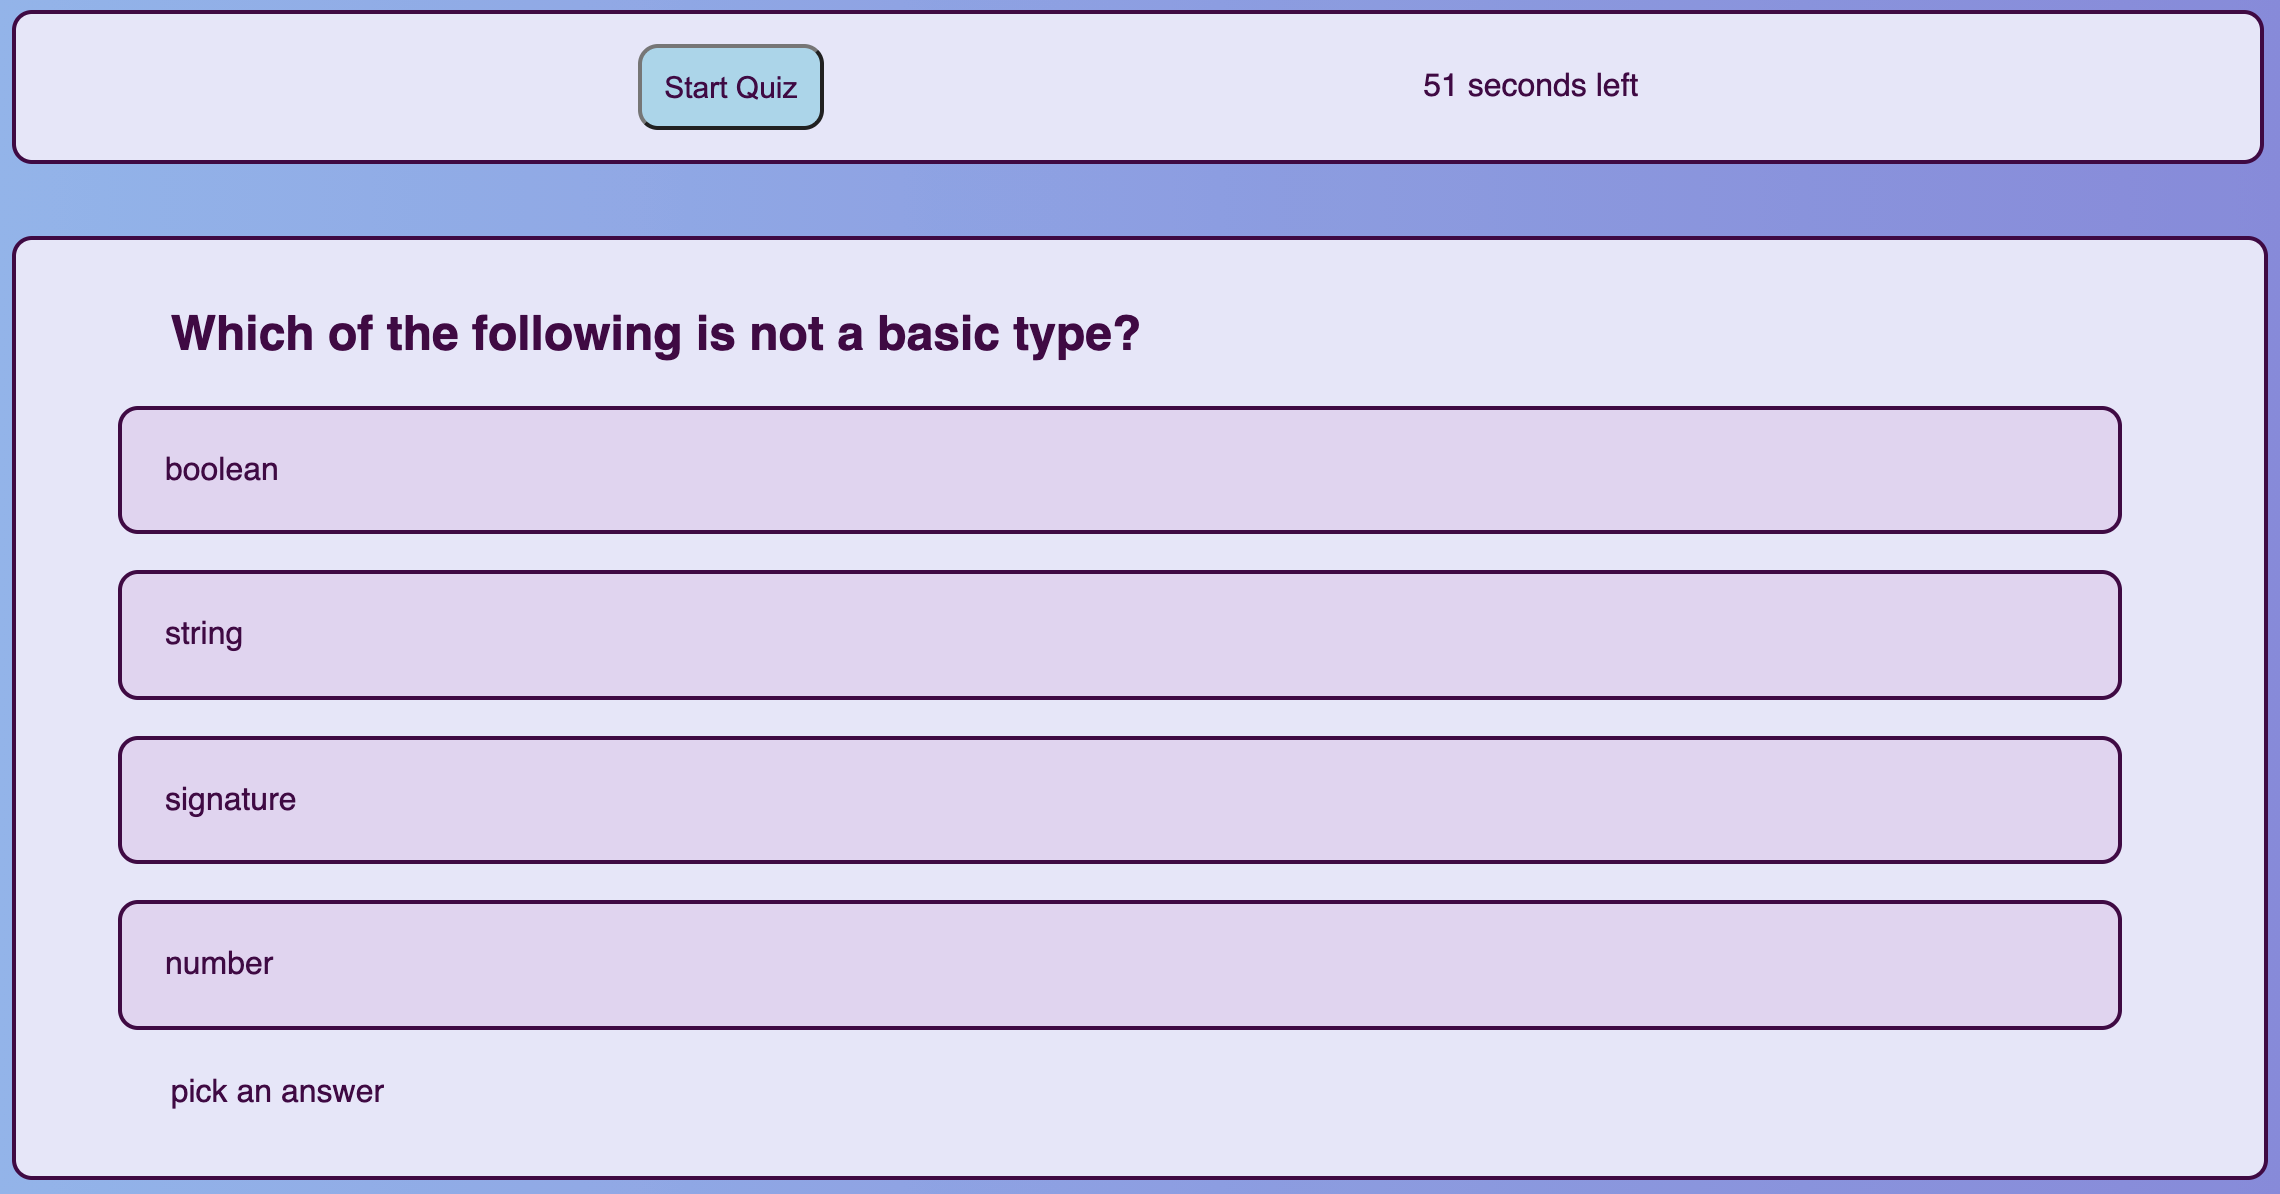 Start Quiz
51 seconds left
Which of the following is not a basic type?
boolean
string
signature
number
pick an answer